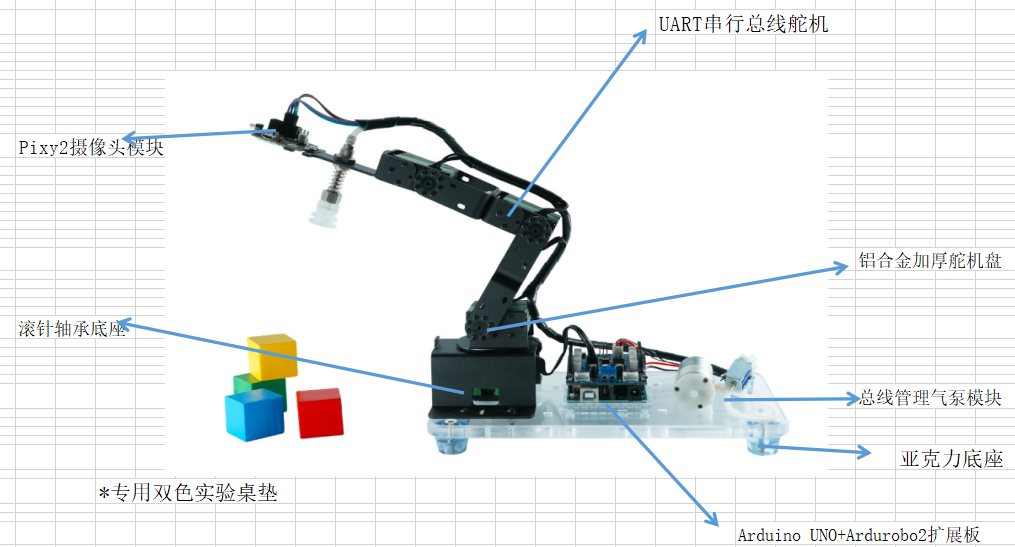 UART串行总线舵机
Pixy2摄像头模块
铝合金加厚舵机盘
滚针轴承底座
总线管理气泵模块
亚克力底座
*专用双色实验桌垫
Arduino UNO+Ardurobo2扩展板